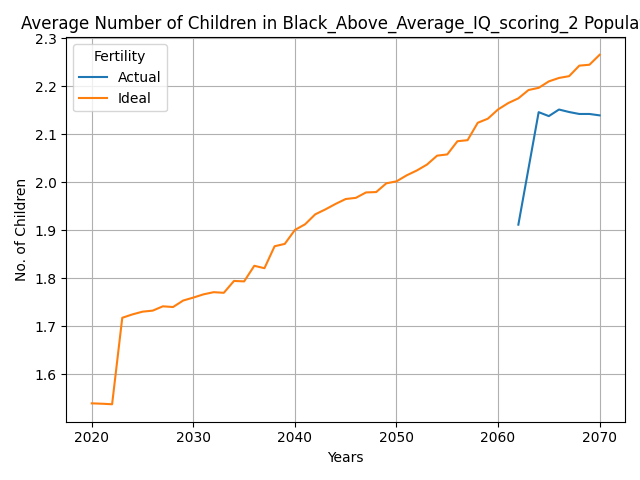 Average Number of Children in Black_Above_Average_IQ_scoring_2 Popula
Fertility
Actual
Ideal
No. of Children
2.3
2.2
2.1
2.0
1.9
1.8
1.7
1.6
2020 2030 2040 2050 2060 2070
Years